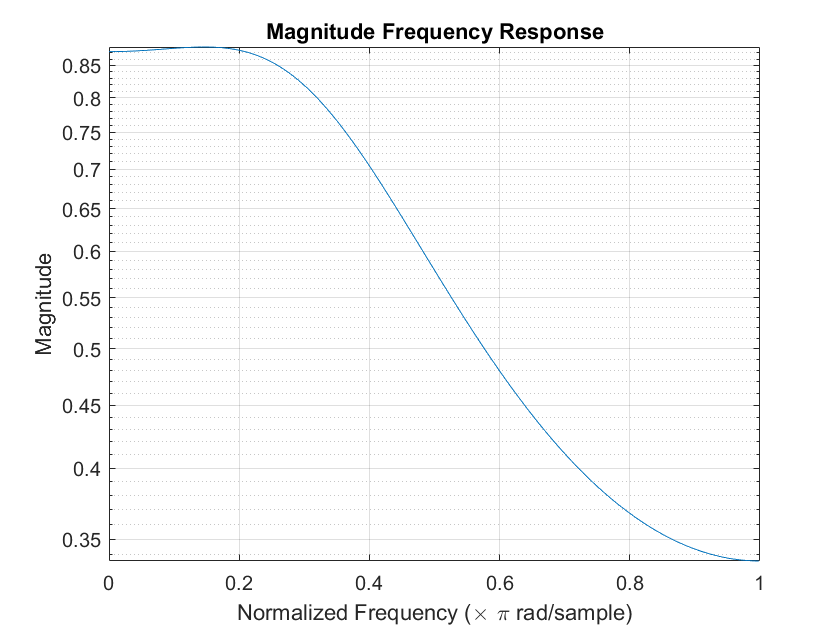 Magnitude Frequency Response
0.85
0.8
0.75
0.7
0.65
0.6
0.55
0.5
0.45
0.4
0.35
Magnitude
0 0.2 0.4 0.6 0.8 1
Normalized Frequency (× π rad/sample)